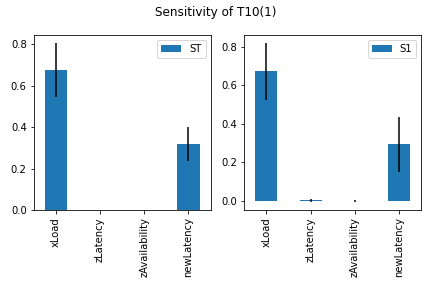 Sensitivity of T10(1)
ST
0.8
0.6
0.4
0.2
0.0
xLoad
zLatency
zAvailability
newLatency
S1
0.8
0.6
0.4
0.2
0.0
xLoad
zLatency
zAvailability
newLatency